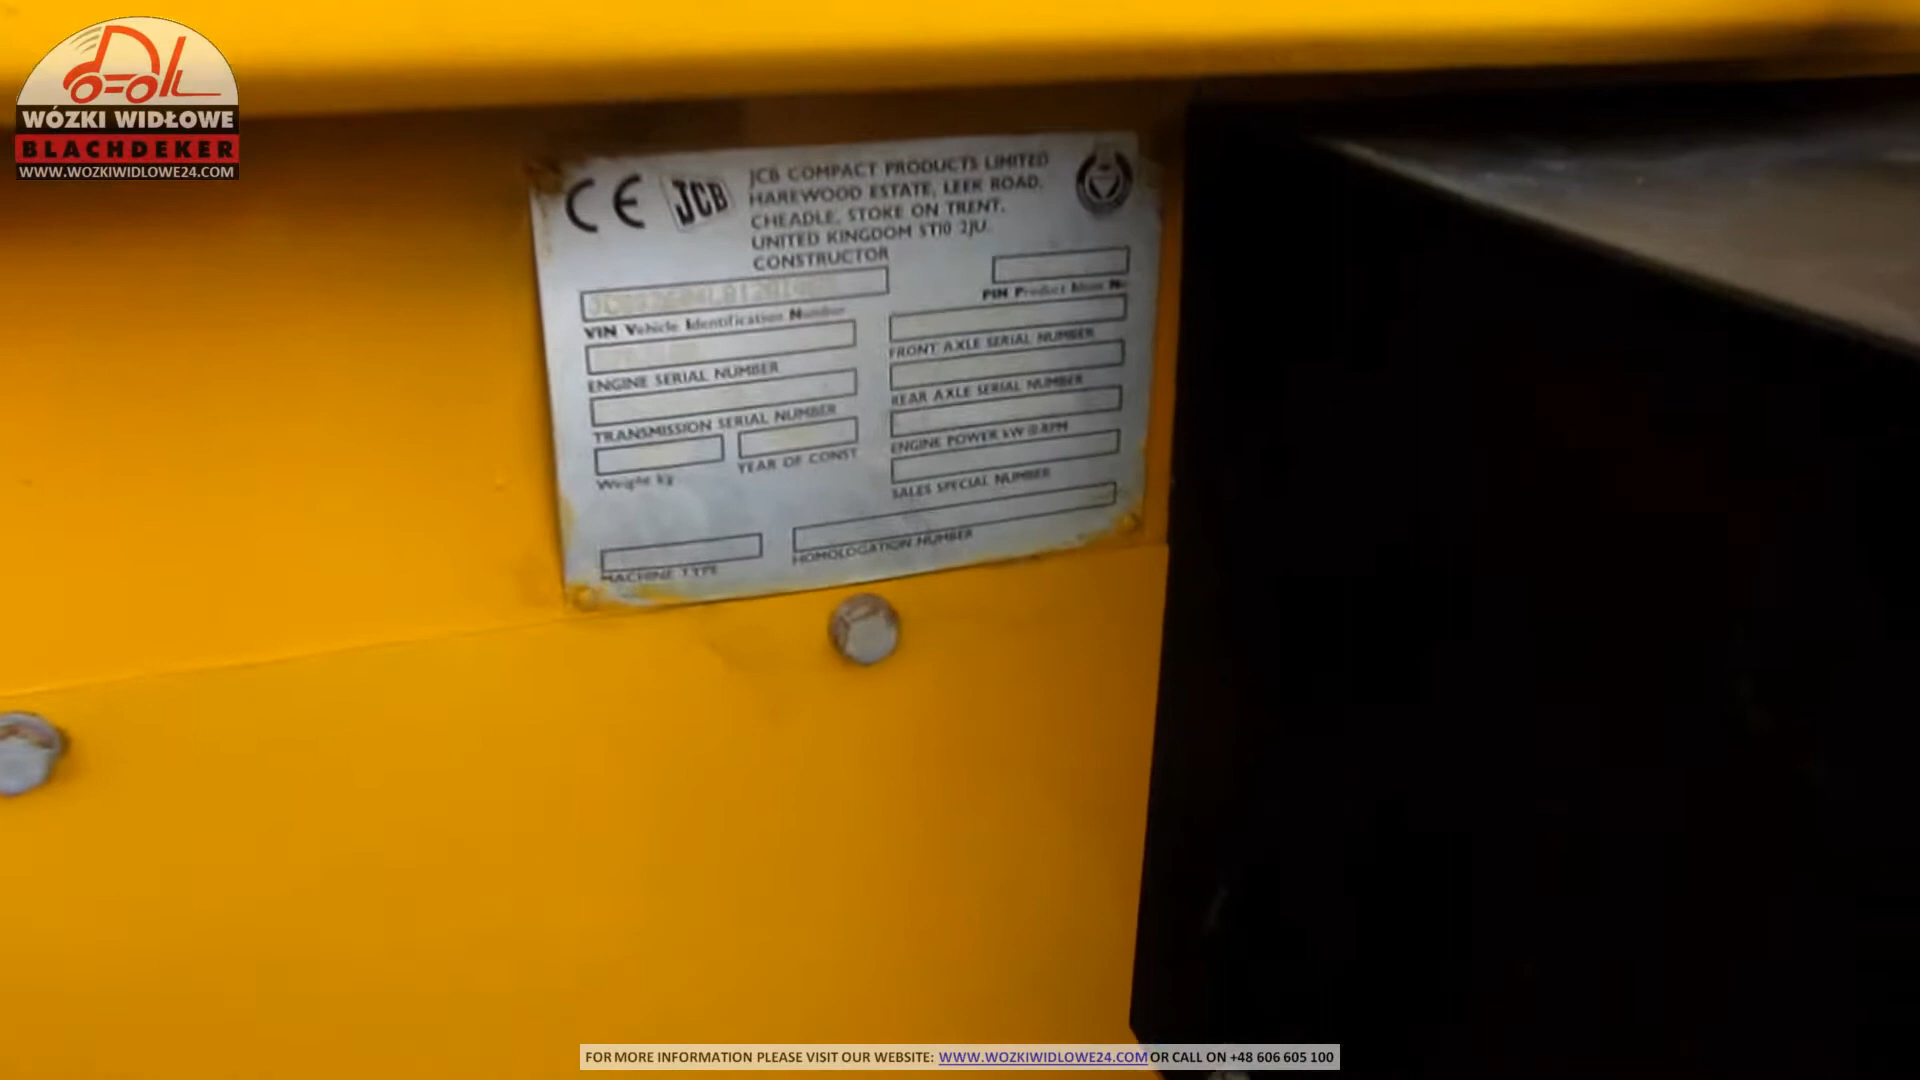 WÓZKI WIDŁOWE
BLACHDEKER
WWW.WOZKIWIDLOWE24.COM
CE JCB
JCB COMPACT PRODUCTS LIMITED
HAREWOOD ESTATE, LEEK ROAD,
CHEADLE, STOKE ON TRENT,
UNITED KINGDOM ST10 2JU.
CONSTRUCTOR
PIN Product Iden No
VIN Vehicle Identification Number
FRONT AXLE SERIAL NUMBER
ENGINE SERIAL NUMBER
REAR AXLE SERIAL NUMBER
TRANSMISSION SERIAL NUMBER
ENGINE POWER kW @ RPM
Weight kg
YEAR OF CONST
SALES SPECIAL NUMBER
MACHINE TYPE
HOMOLOGATION NUMBER
FOR MORE INFORMATION PLEASE VISIT OUR WEBSITE: WWW.WOZKIWIDLOWE24.COM OR CALL ON +48 606 605 100